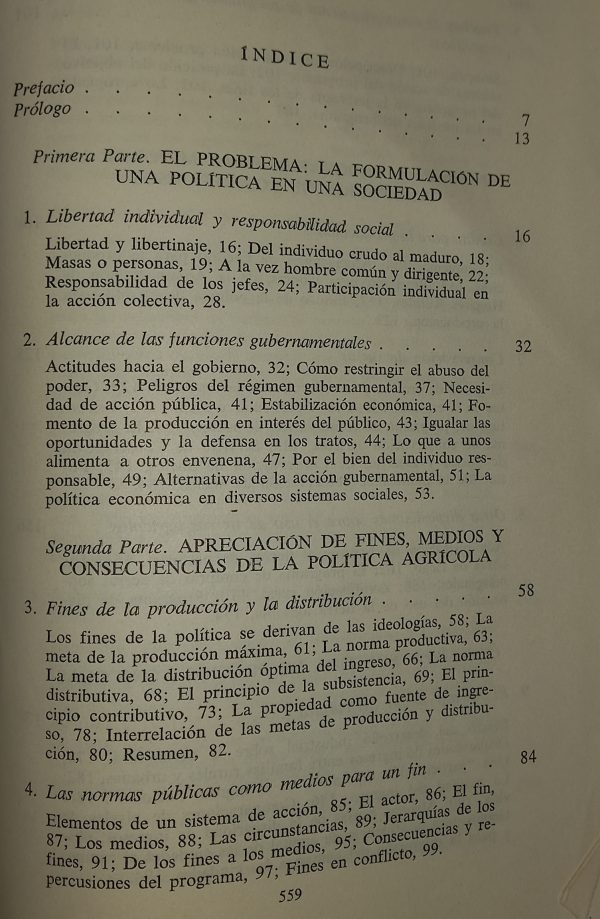 ÍNDICE
Prefacio . . . . . . . . . . . . . . . . 7
Prólogo . . . . . . . . . . . . . . . . 13
Primera Parte. EL PROBLEMA: LA FORMULACIÓN DE
UNA POLÍTICA EN UNA SOCIEDAD
1. Libertad individual y responsabilidad social . . . . 16
Libertad y libertinaje, 16; Del individuo crudo al maduro, 18;
Masas o personas, 19; A la vez hombre común y dirigente, 22;
Responsabilidad de los jefes, 24; Participación individual en
la acción colectiva, 28.
2. Alcance de las funciones gubernamentales . . . . . 32
Actitudes hacia el gobierno, 32; Cómo restringir el abuso del
poder, 33; Peligros del régimen gubernamental, 37; Necesi-
dad de acción pública, 41; Estabilización económica, 41; Fo-
mento de la producción en interés del público, 43; Igualar las
oportunidades y la defensa en los tratos, 44; Lo que a unos
alimenta a otros envenena, 47; Por el bien del individuo res-
ponsable, 49; Alternativas de la acción gubernamental, 51; La
política económica en diversos sistemas sociales, 53.
Segunda Parte. APRECIACIÓN DE FINES, MEDIOS Y
CONSECUENCIAS DE LA POLÍTICA AGRÍCOLA
3. Fines de la producción y la distribución . . . . . 58
Los fines de la política se derivan de las ideologías, 58; La
meta de la producción máxima, 61; La norma productiva, 63;
La meta de la distribución óptima del ingreso, 66; La norma
distributiva, 68; El principio de la subsistencia, 69; El prin-
cipio contributivo, 73; La propiedad como fuente de ingre-
so, 78; Interrelación de las metas de producción y distribu-
ción, 80; Resumen, 82.
4. Las normas públicas como medios para un fin . . . 84
Elementos de un sistema de acción, 85; El actor, 86; El fin,
87; Los medios, 88; Las circunstancias, 89; Jerarquías de los
fines, 91; De los fines a los medios, 95; Consecuencias y re-
percusiones del programa, 97; Fines en conflicto, 99.
559